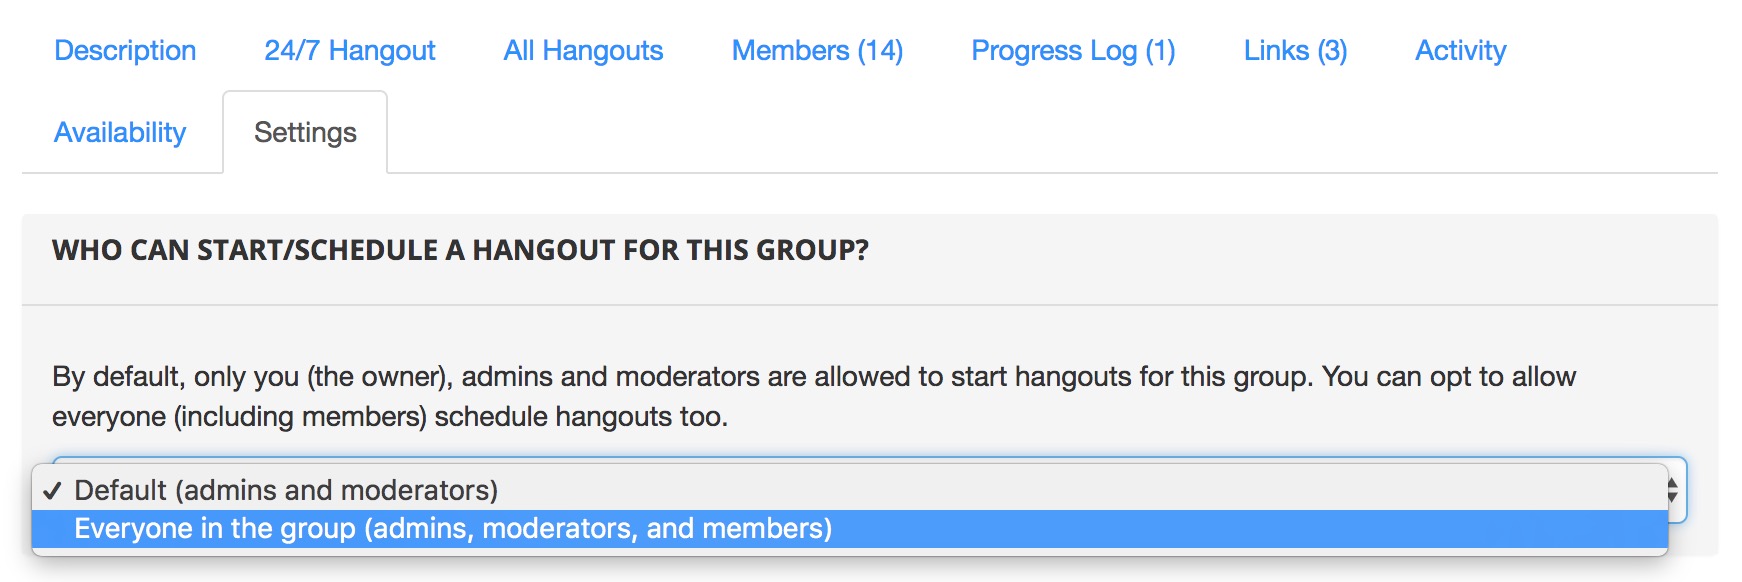 Description 24/7 Hangout All Hangouts Members (14) Progress Log (1) Links (3) Activity
Availability Settings
WHO CAN START/SCHEDULE A HANGOUT FOR THIS GROUP?
By default, only you (the owner), admins and moderators are allowed to start hangouts for this group. You can opt to allow
everyone (including members) schedule hangouts too.
✓ Default (admins and moderators)
Everyone in the group (admins, moderators, and members)